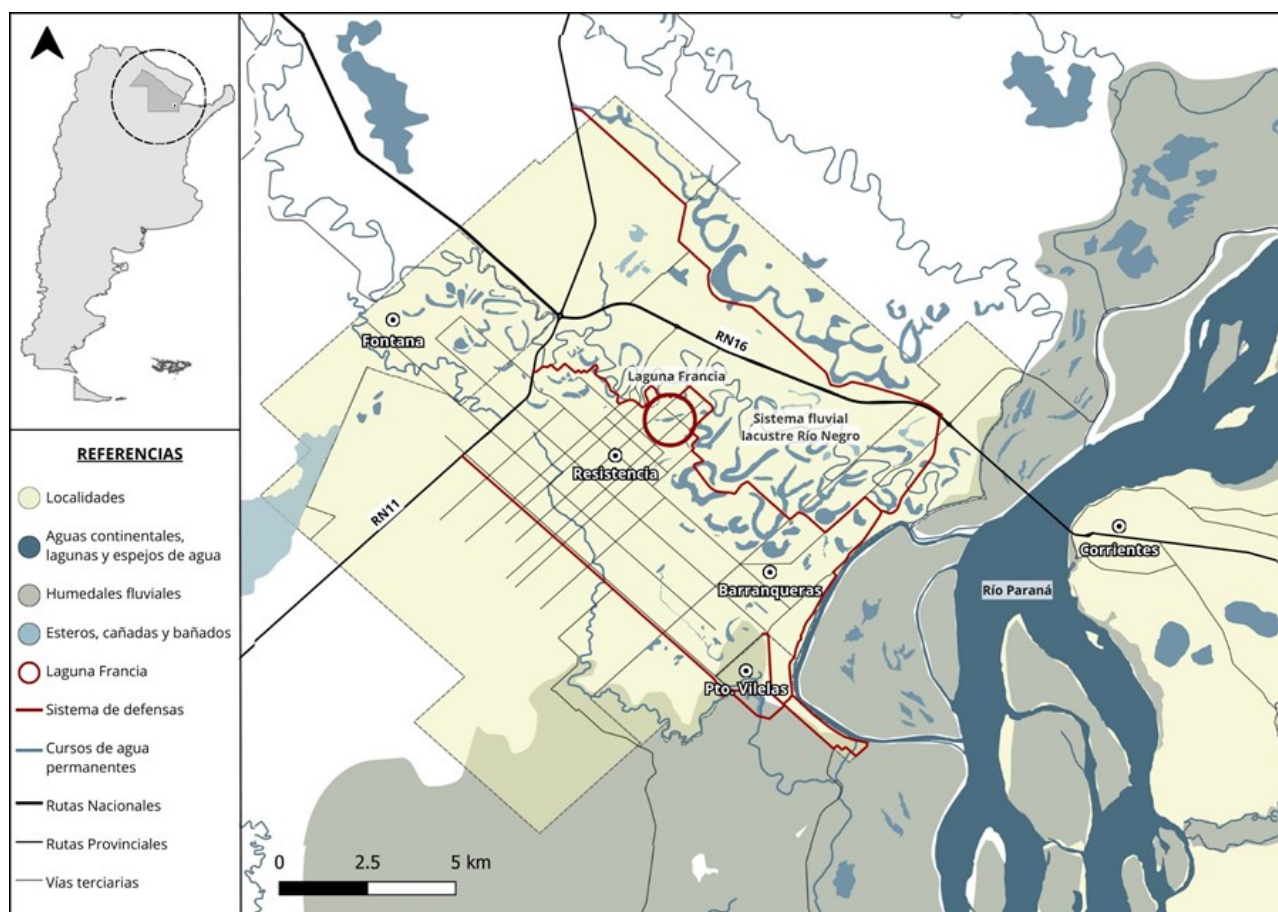 REFERENCIAS
Localidades
Aguas continentales,
lagunas y espejos de agua
Humedales fluviales
Esteros, cañadas y bañados
Laguna Francia
Sistema de defensas
Cursos de agua
permanentes
Rutas Nacionales
Rutas Provinciales
Vías terciarias
Fontana
RN16
Laguna Francia
Sistema fluvial
lacustre Río Negro
Resistencia
RN11
Corrientes
Barranqueras
Río Paraná
Pto. Vilelas
0 2.5 5 km